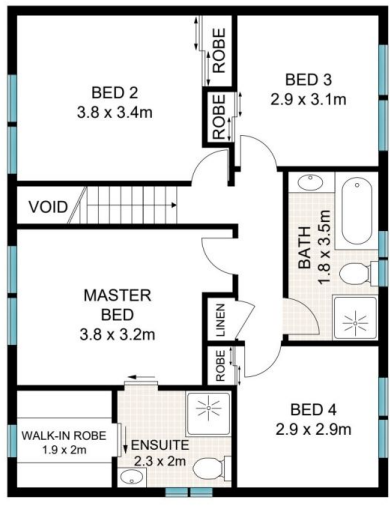 ROBE
BED 2
3.8 x 3.4m
BED 3
2.9 x 3.1m
ROBE
VOID
BATH
1.8 x 3.5m
MASTER
BED
3.8 x 3.2m
LINEN
ROBE
BED 4
2.9 x 2.9m
WALK-IN ROBE
1.9 x 2m
ENSUITE
2.3 x 2m